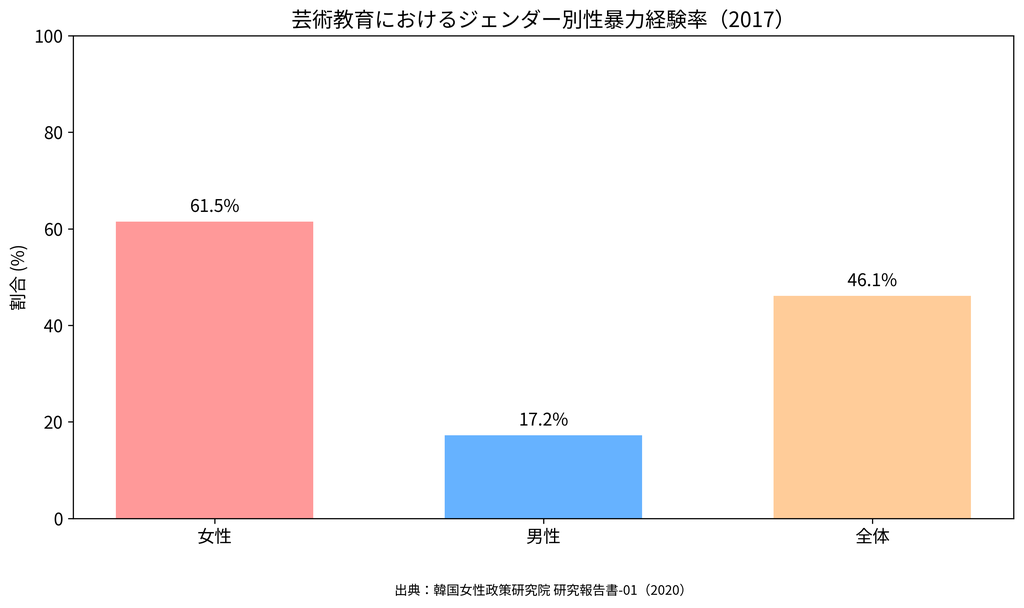 芸術教育におけるジェンダー別性暴力経験率（2017）
100
80
60
40
20
0
割合 (%)
61.5%
17.2%
46.1%
女性
男性
全体
出典：韓国女性政策研究院 研究報告書-01（2020）